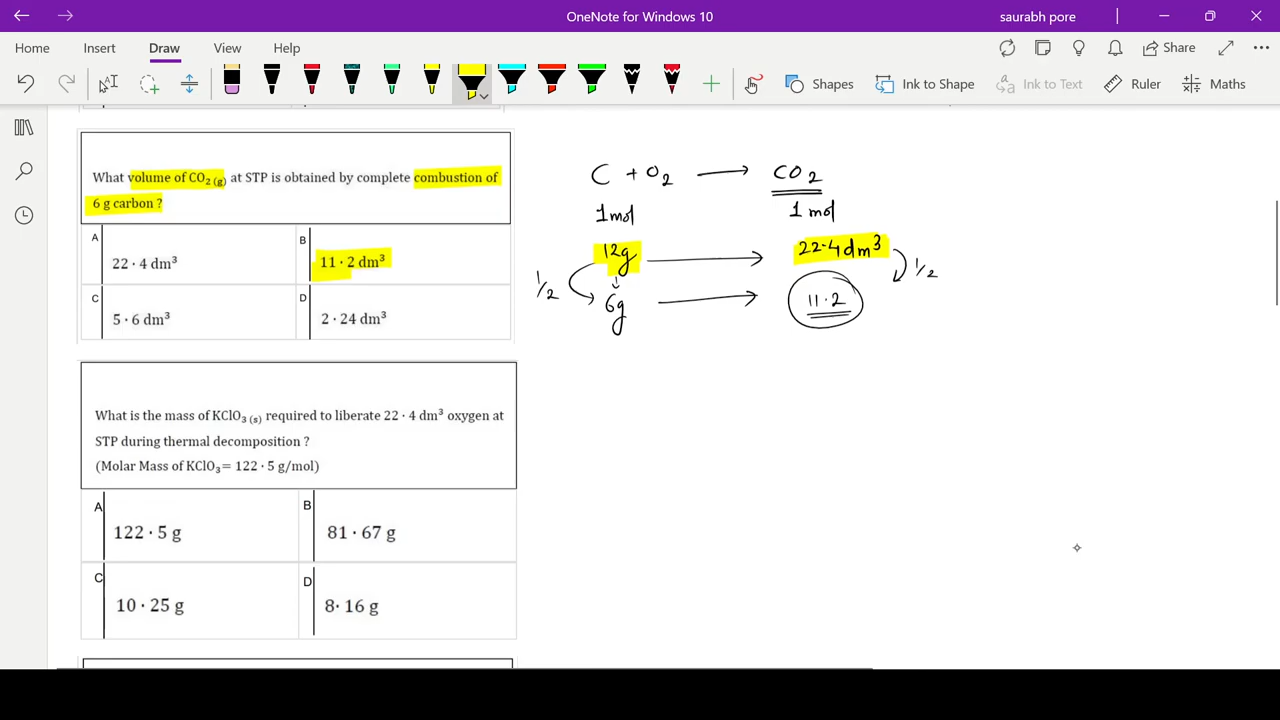 OneNote for Windows 10
saurabh pore
Home Insert Draw View Help
Share
Shapes Ink to Shape Ink to Text Ruler Maths
What volume of CO₂ (g) at STP is obtained by complete combustion of
6 g carbon ?
A 22 · 4 dm³
B 11 · 2 dm³
C 5 · 6 dm³
D 2 · 24 dm³
C + O₂ → CO₂
1 mol 1 mol
12g → 22·4 dm³
1/2 1/2
6g → 11·2
What is the mass of KClO₃ (s) required to liberate 22 · 4 dm³ oxygen at
STP during thermal decomposition ?
(Molar Mass of KClO₃= 122 · 5 g/mol)
A 122 · 5 g
B 81 · 67 g
C 10 · 25 g
D 8· 16 g